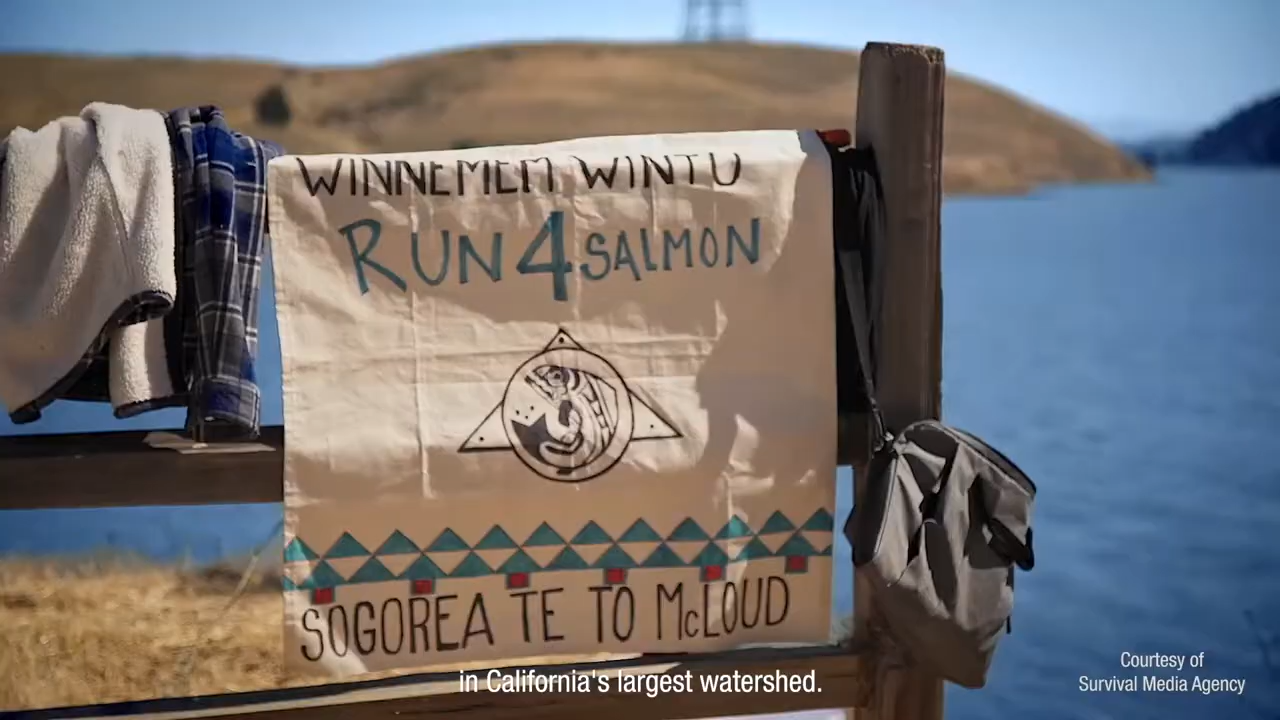 WINNEMEM WINTU
RUN 4 SALMON
SOGOREA TE TO McLOUD
in California's largest watershed.
Courtesy of
Survival Media Agency